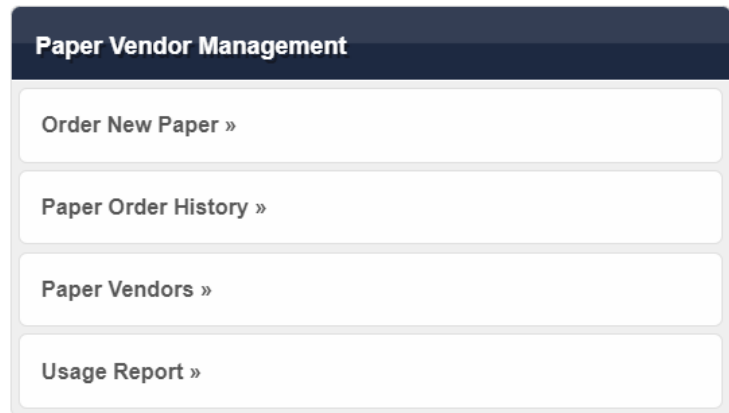 Paper Vendor Management
Order New Paper »
Paper Order History »
Paper Vendors »
Usage Report »